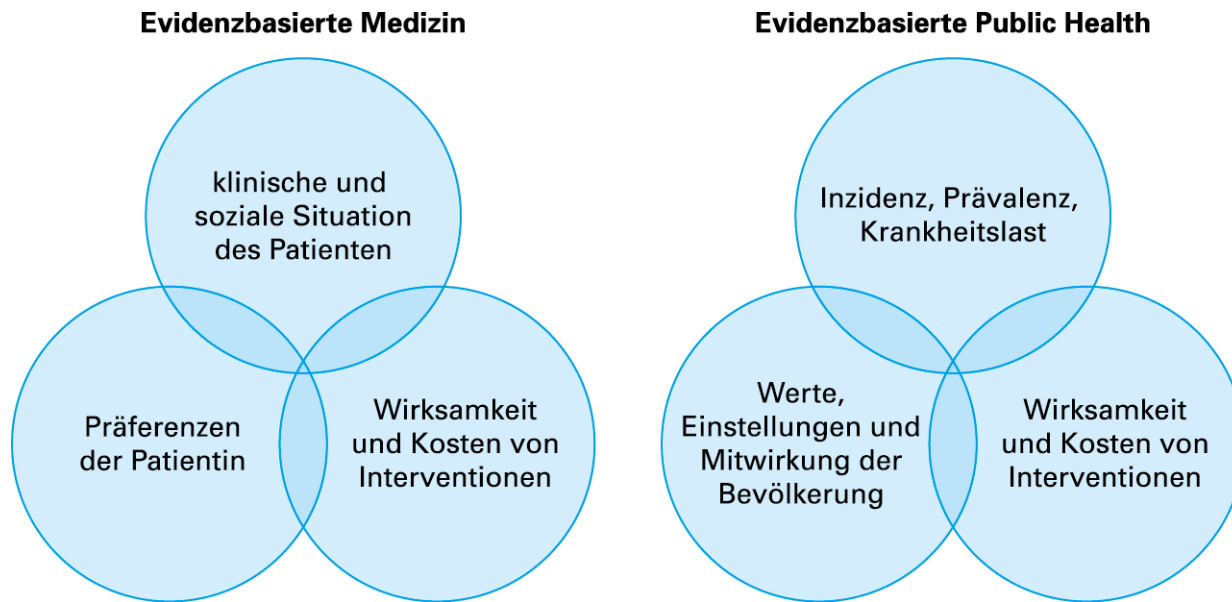 Evidenzbasierte Medizin
klinische und
soziale Situation
des Patienten
Präferenzen
der Patientin
Wirksamkeit
und Kosten von
Interventionen
Evidenzbasierte Public Health
Inzidenz, Prävalenz,
Krankheitslast
Werte,
Einstellungen und
Mitwirkung der
Bevölkerung
Wirksamkeit
und Kosten von
Interventionen